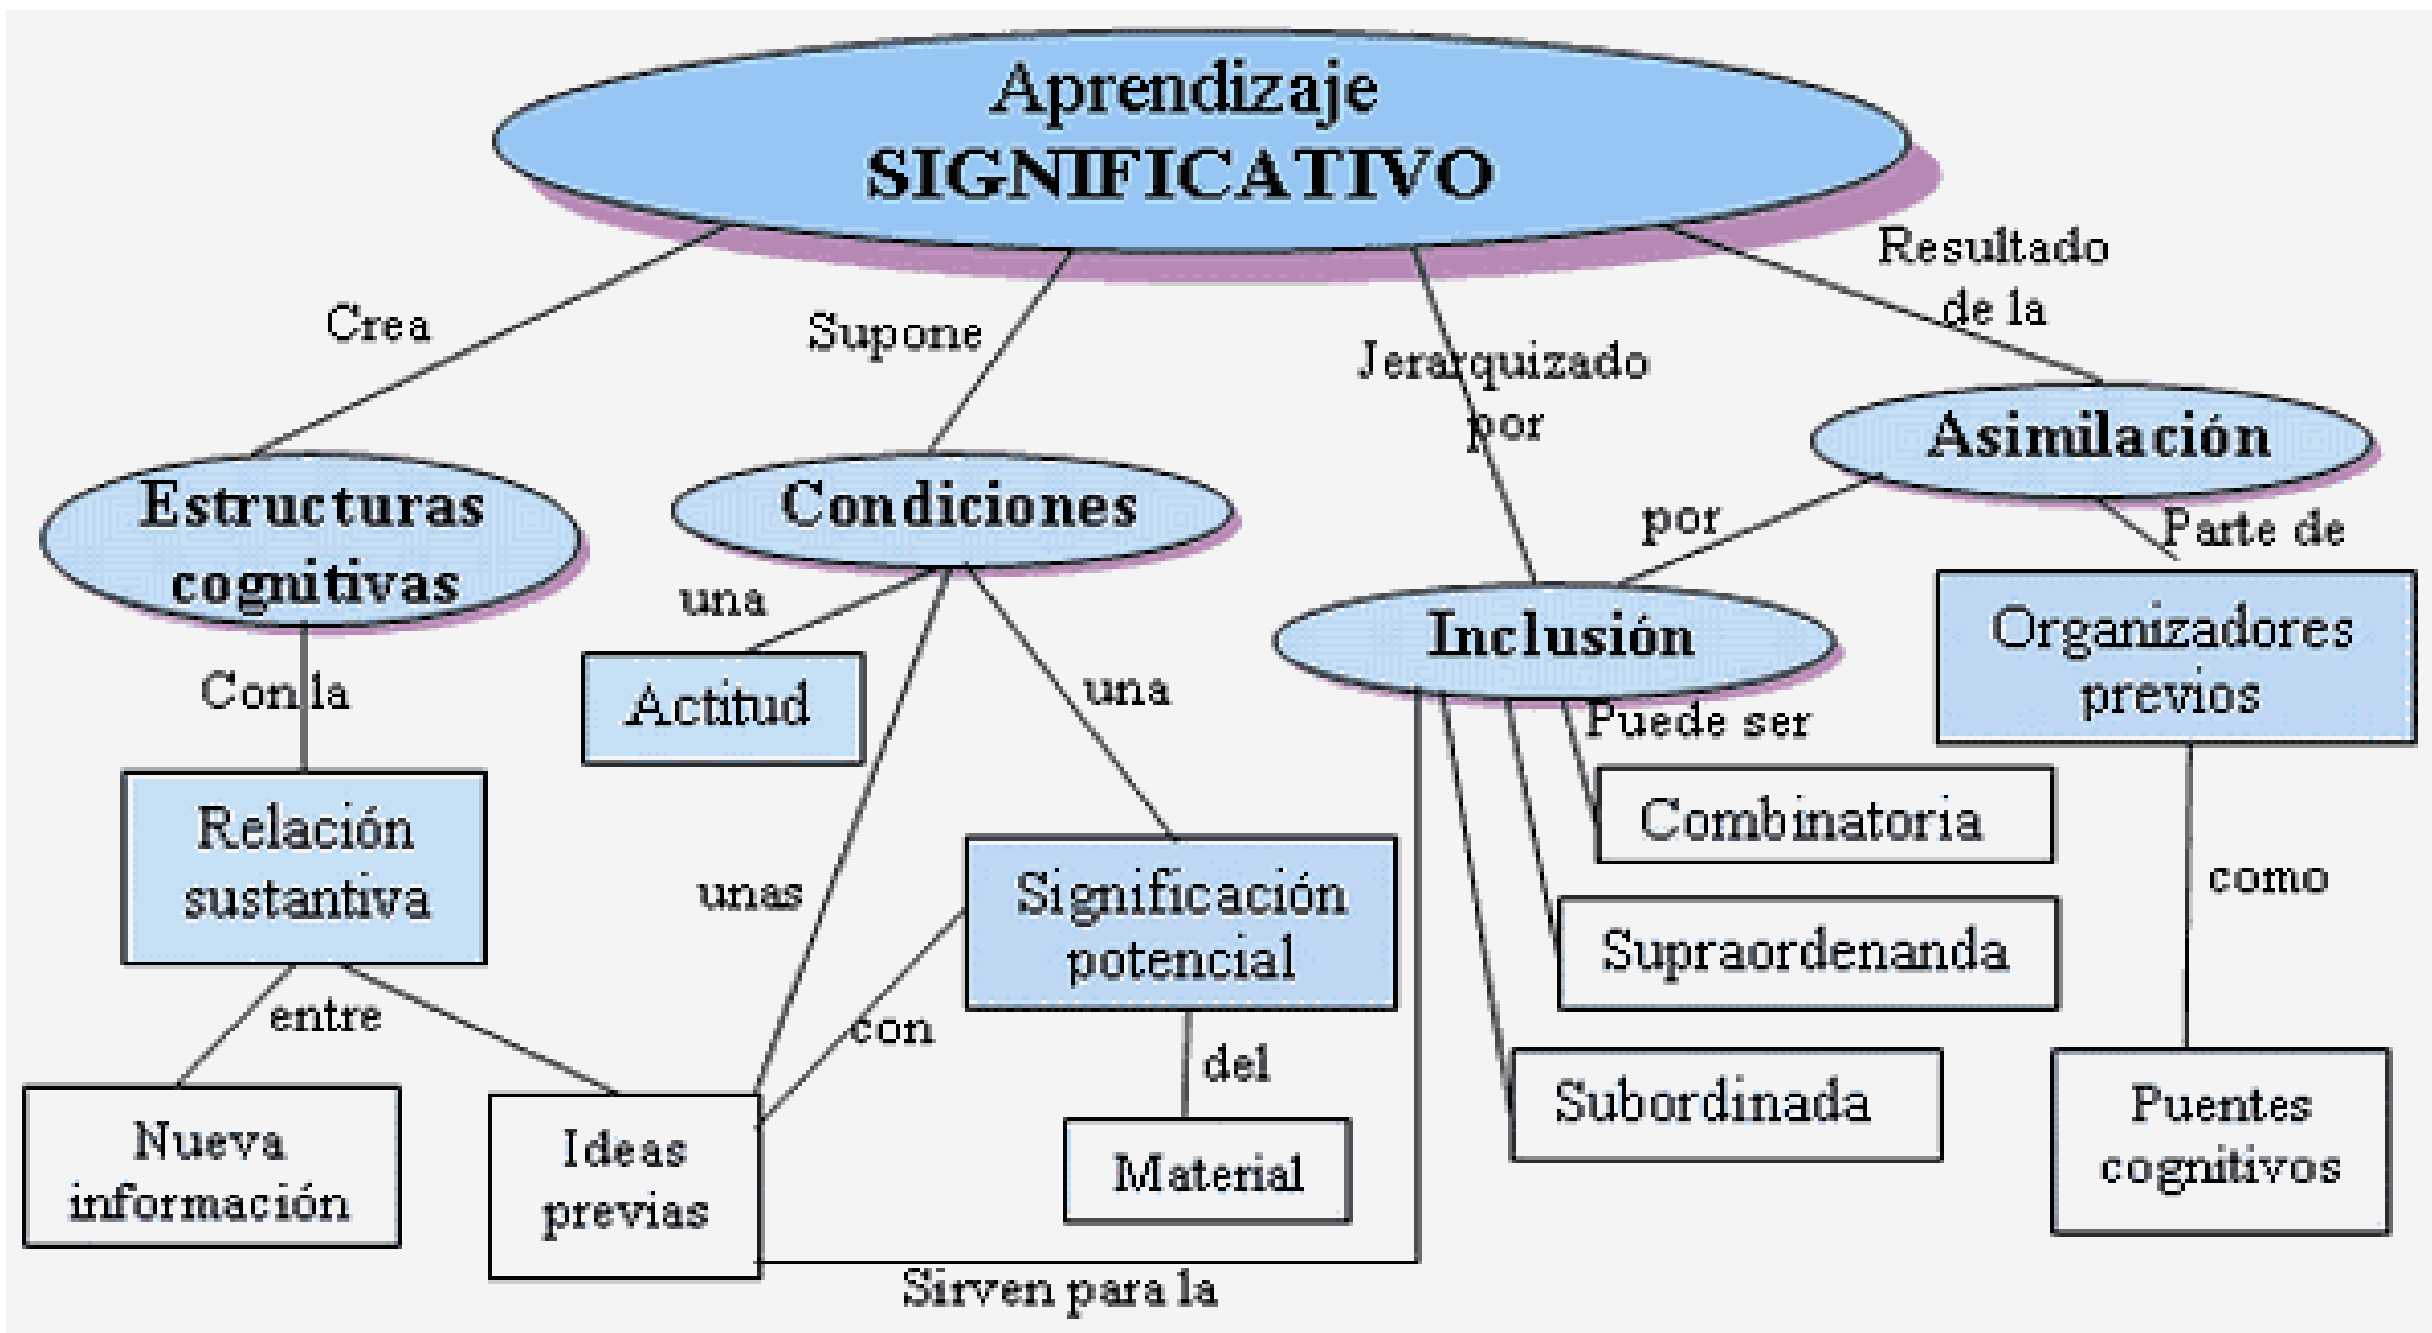 Aprendizaje
SIGNIFICATIVO
Crea
Supone
Jerarquizado
por
Resultado
de la
Estructuras
cognitivas
Condiciones
Asimilación
por
Parte de
Inclusión
Organizadores
previos
Con la
una
Actitud
una
unas
Puede ser
Relación
sustantiva
Significación
potencial
Combinatoria
Supraordenanda
Subordinada
como
entre
con
del
Nueva
información
Ideas
previas
Material
Puentes
cognitivos
Sirven para la